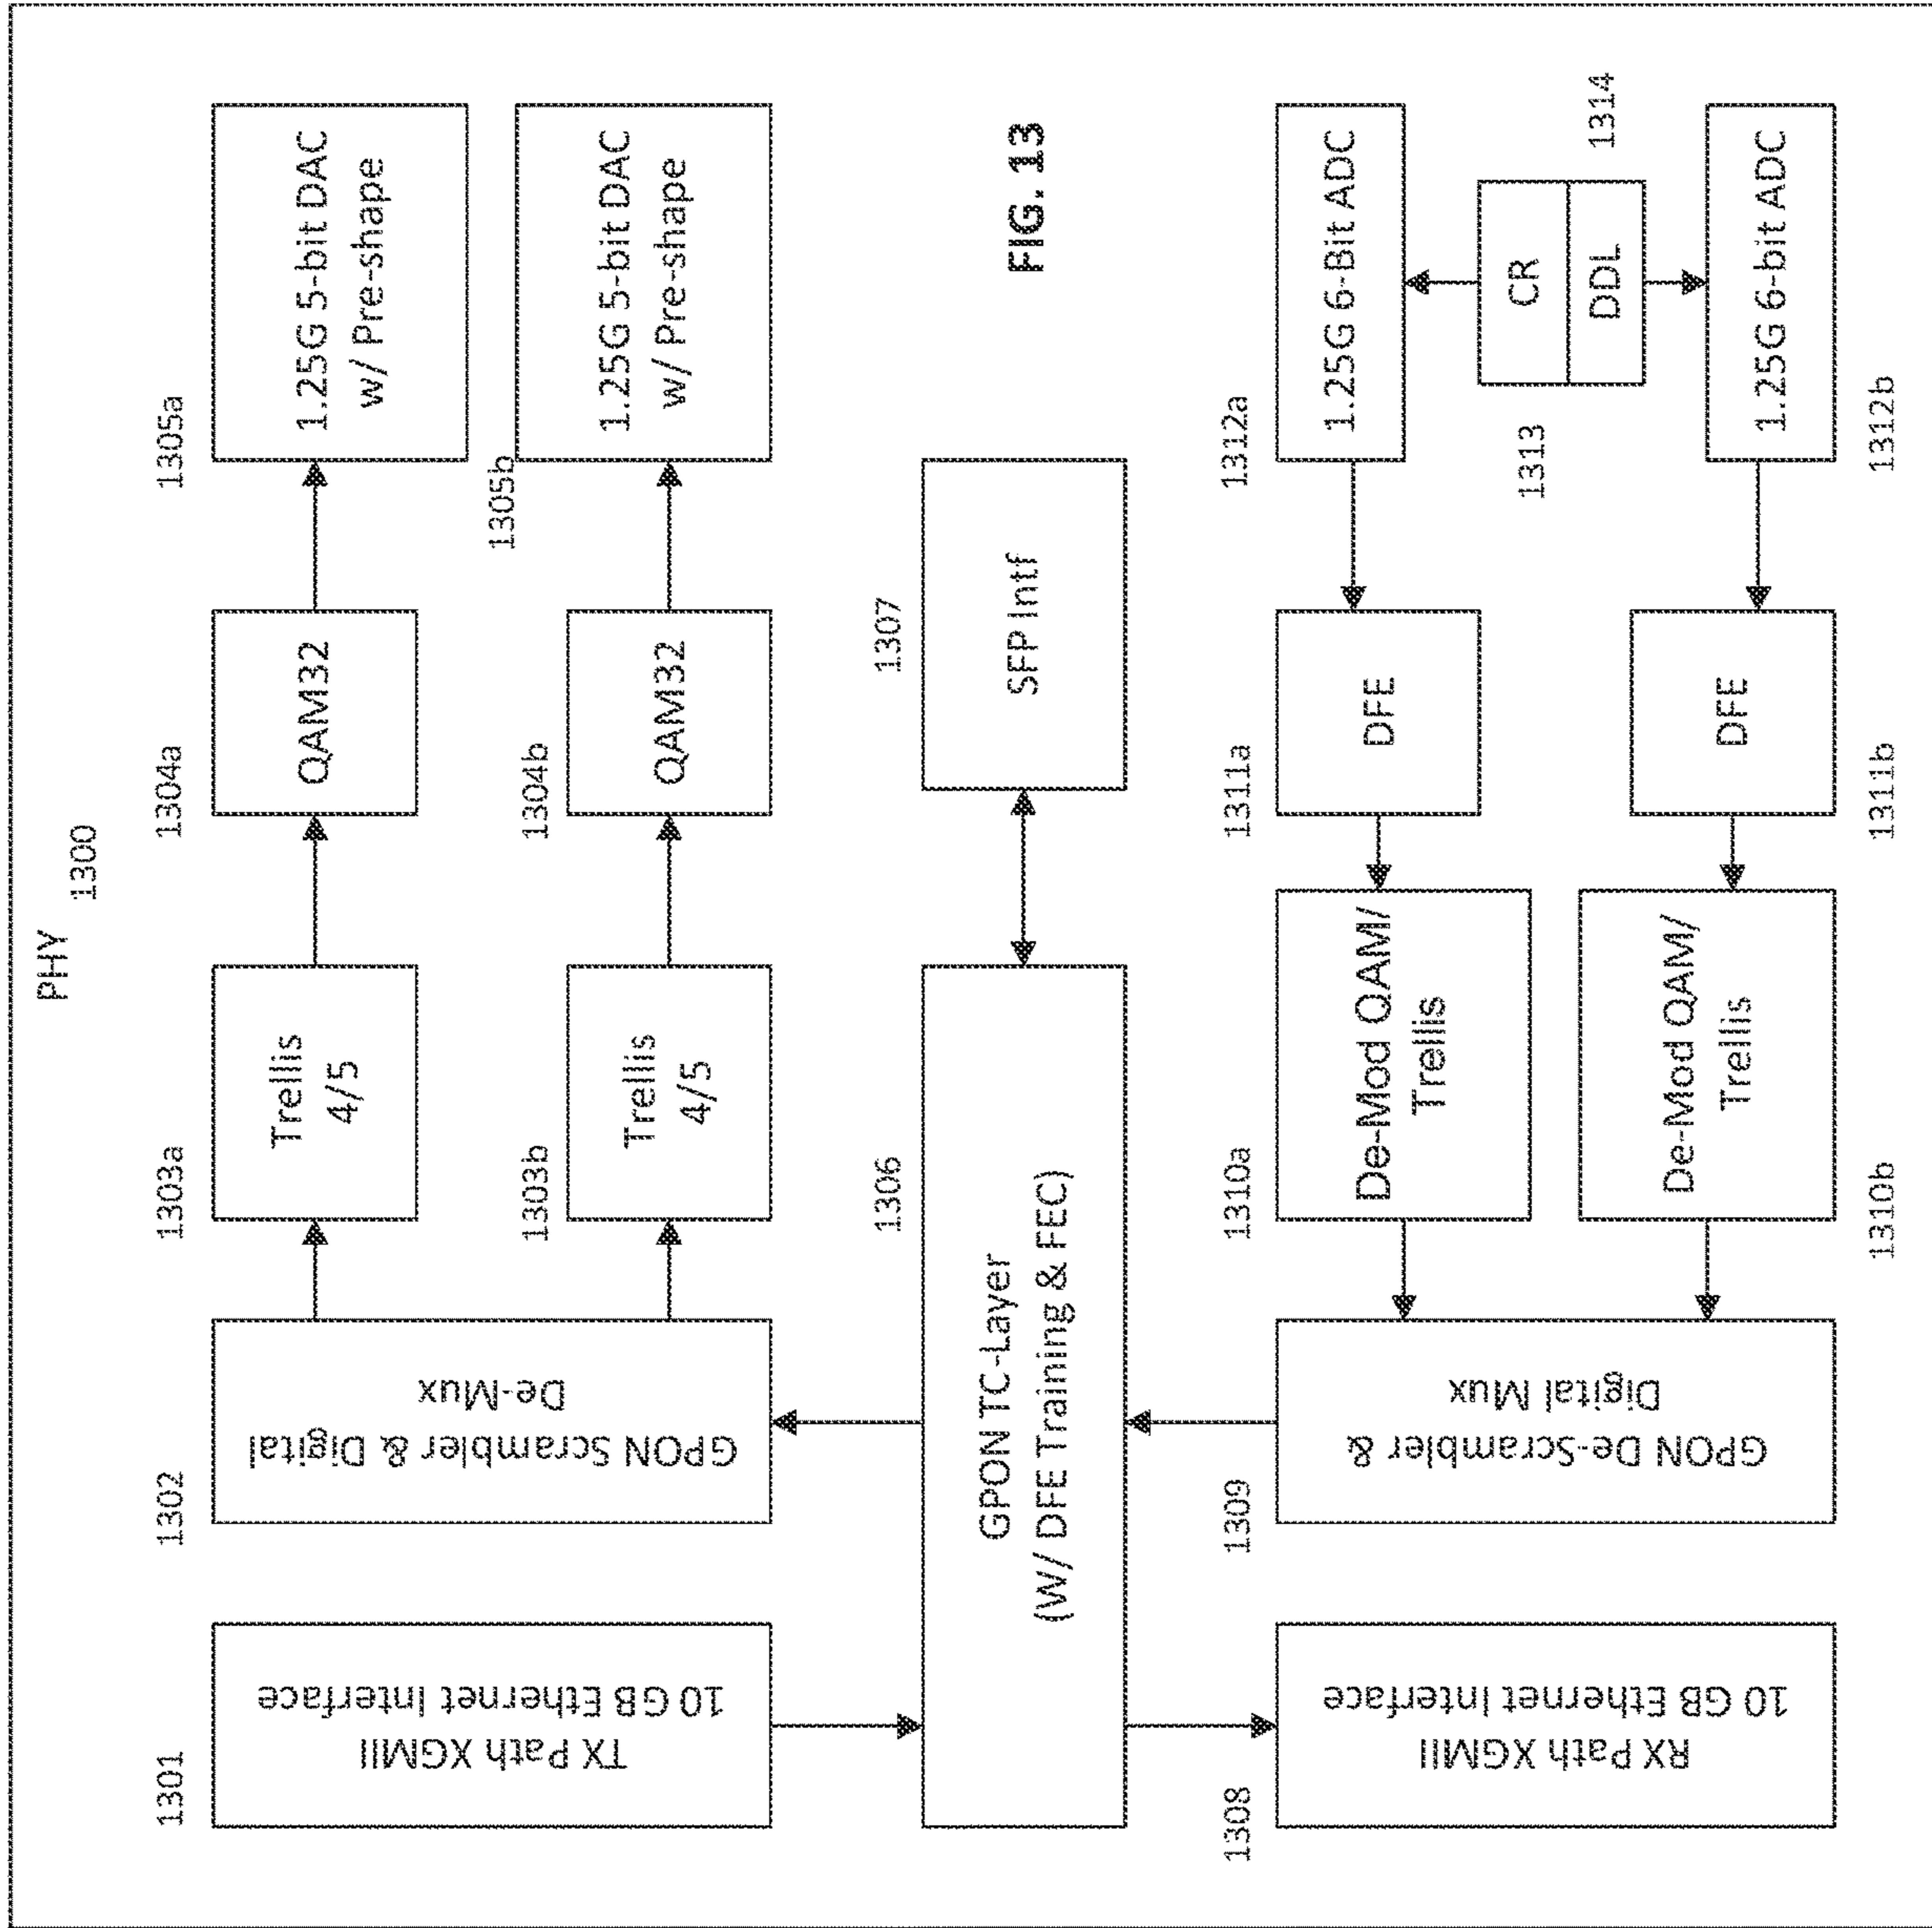 PHY
1300
1301
TX Path XGMII
10 GB Ethernet Interface
1302
GPON Scrambler & Digital
De-Mux
1303a
Trellis
4/5
1304a
QAM32
1305a
1.25G 5-bit DAC
w/ Pre-shape
1303b
Trellis
4/5
1304b
QAM32
1305b
1.25G 5-bit DAC
w/ Pre-shape
1306
GPON TC-Layer
(W/ DFE Training & FEC)
1307
SFP Intf
FIG. 13
1308
RX Path XGMII
10 GB Ethernet Interface
1309
GPON De-Scrambler &
Digital Mux
1310a
De-Mod QAM/
Trellis
1311a
DFE
1312a
1.25G 6-Bit ADC
1313
CR
DDL
1314
De-Mod QAM/
Trellis
1310b
DFE
1311b
1.25G 6-bit ADC
1312b